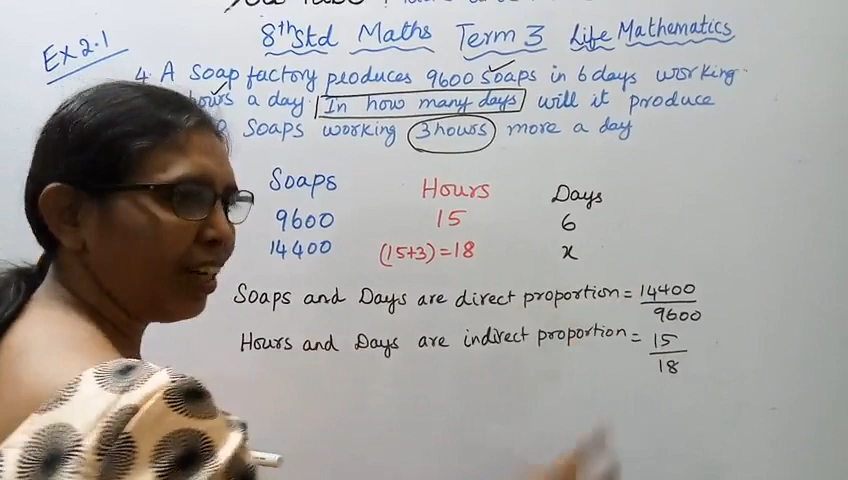 8th Std Maths Term 3 Life Mathematics
Ex 2.1
4. A Soap factory produces 9600 Soaps in 6 days working
hours a day. In how many days will it produce
Soaps working 3 hours more a day
Soaps Hours Days
9600 15 6
14400 (15+3) = 18 x
Soaps and Days are direct proportion = 14400/9600
Hours and Days are indirect proportion = 15/18